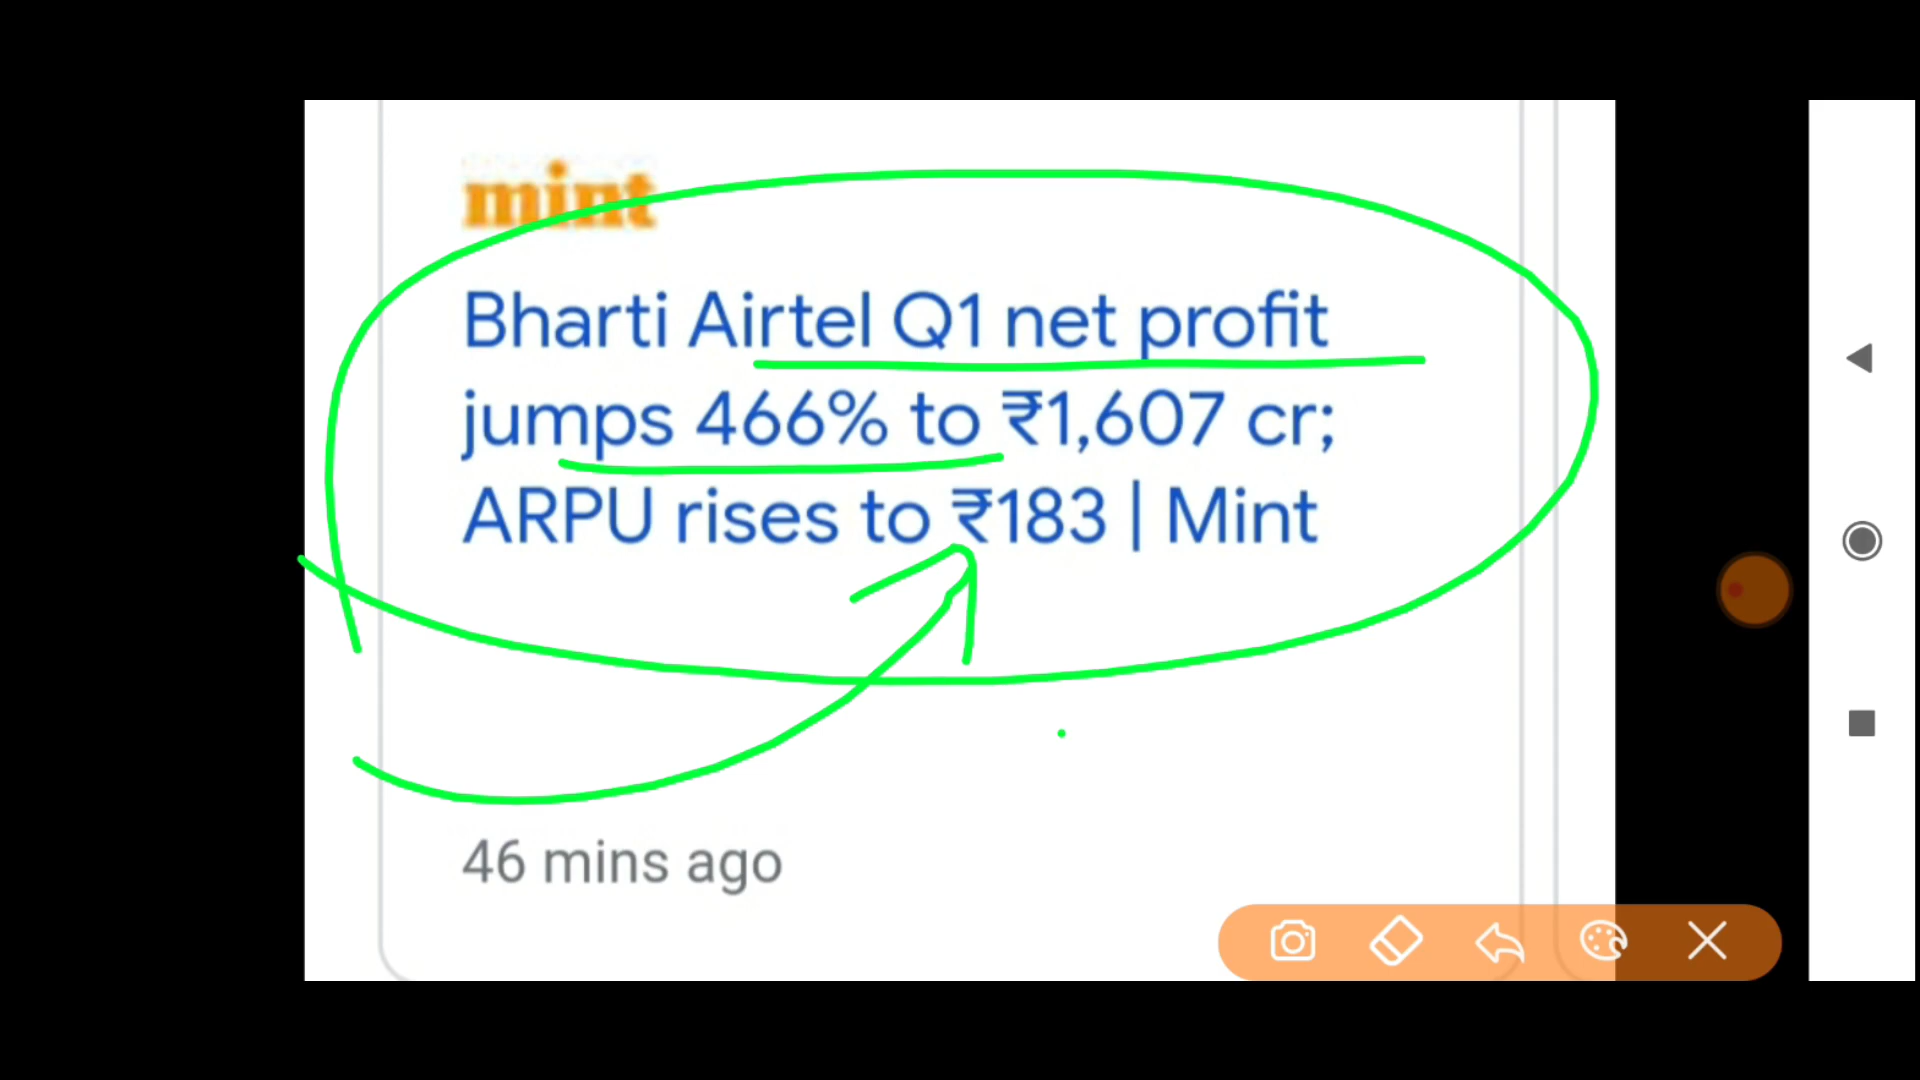 mint
Bharti Airtel Q1 net profit
jumps 466% to ₹1,607 cr;
ARPU rises to ₹183 | Mint
46 mins ago